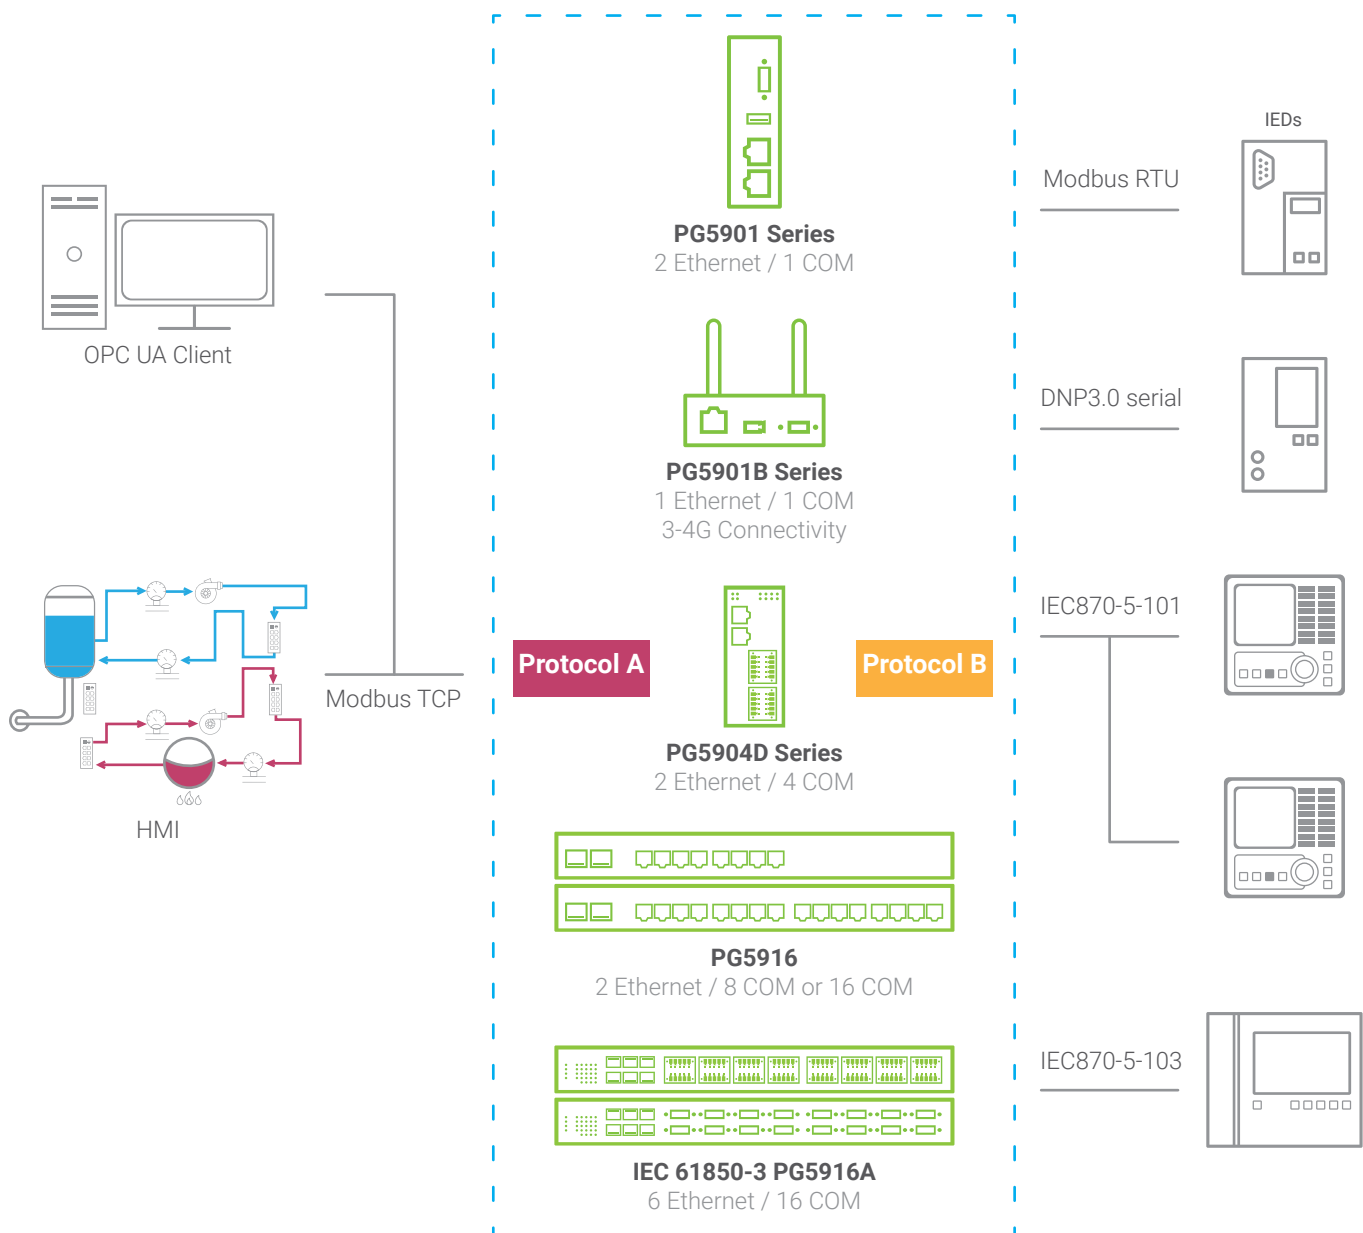 OPC UA Client
HMI
Modbus TCP
Protocol A
PG5901 Series
2 Ethernet / 1 COM
PG5901B Series
1 Ethernet / 1 COM
3-4G Connectivity
PG5904D Series
2 Ethernet / 4 COM
PG5916
2 Ethernet / 8 COM or 16 COM
IEC 61850-3 PG5916A
6 Ethernet / 16 COM
Protocol B
IEDs
Modbus RTU
DNP3.0 serial
IEC870-5-101
IEC870-5-103